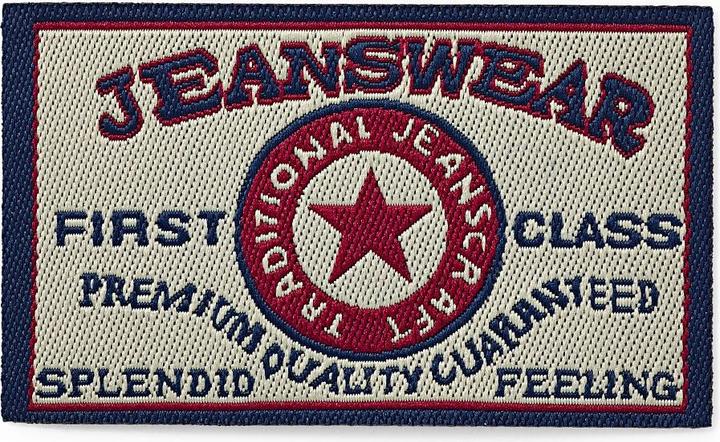 JEANSWEAR
TRADITIONAL JEANSCRAFT
FIRST CLASS
PREMIUM QUALITY GUARANTEED
SPLENDID FEELING